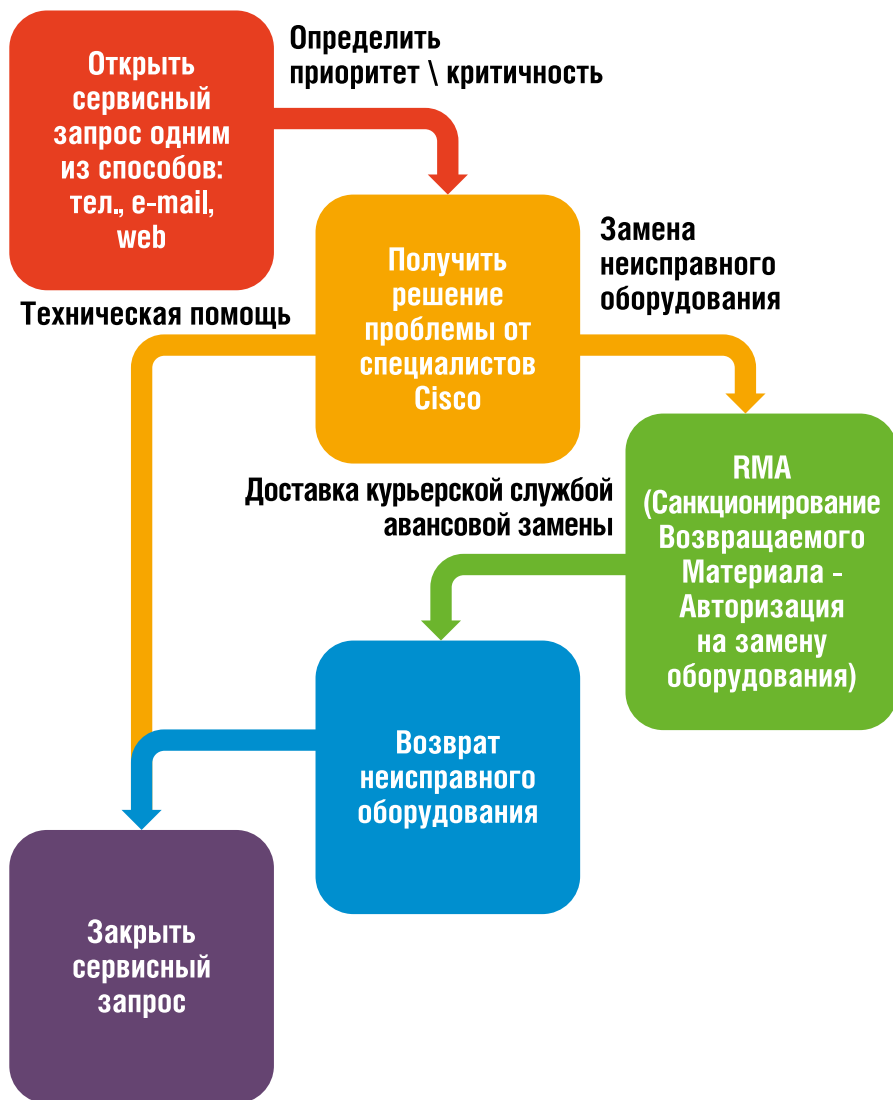 Открыть
сервисный
запрос одним
из способов:
тел., e-mail,
web
Определить
приоритет \ критичность
Получить
решение
проблемы от
специалистов
Cisco
Замена
неисправного
оборудования
Техническая помощь
RMA
(Санкционирование
Возвращаемого
Материала -
Авторизация
на замену
оборудования)
Доставка курьерской службой
авансовой замены
Возврат
неисправного
оборудования
Закрыть
сервисный
запрос